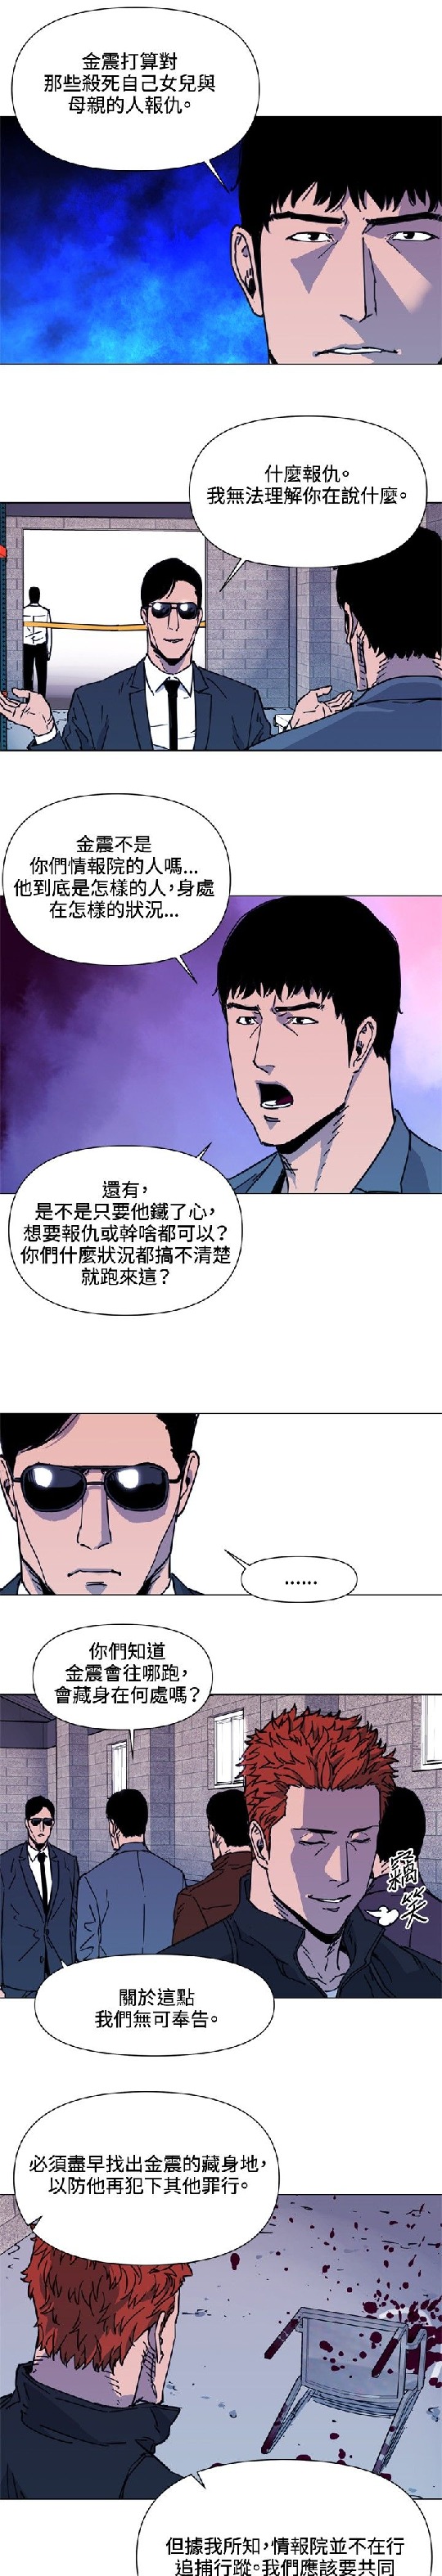 金震打算對
那些殺死自己女兒與
母親的人報仇。
什麼報仇。
我無法理解你在說什麼。
金震不是
你們情報院的人嗎…
他到底是怎樣的人，身處
在怎樣的狀況…
還有，
是不是只要他鐵了心，
想要報仇或幹啥都可以？
你們什麼狀況都搞不清楚
就跑來這？
……
你們知道
金震會往哪跑，
會藏身在何處嗎？
竊笑
關於這點
我們無可奉告。
必須盡早找出金震的藏身地，
以防他再犯下其他罪行。
但據我所知，情報院並不在行
追捕行蹤。我們應該要共同